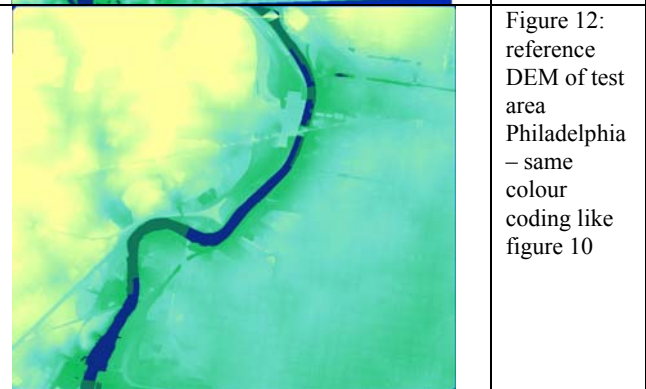 Figure 12:
reference
DEM of test
area
Philadelphia
– same
colour
coding like
figure 10